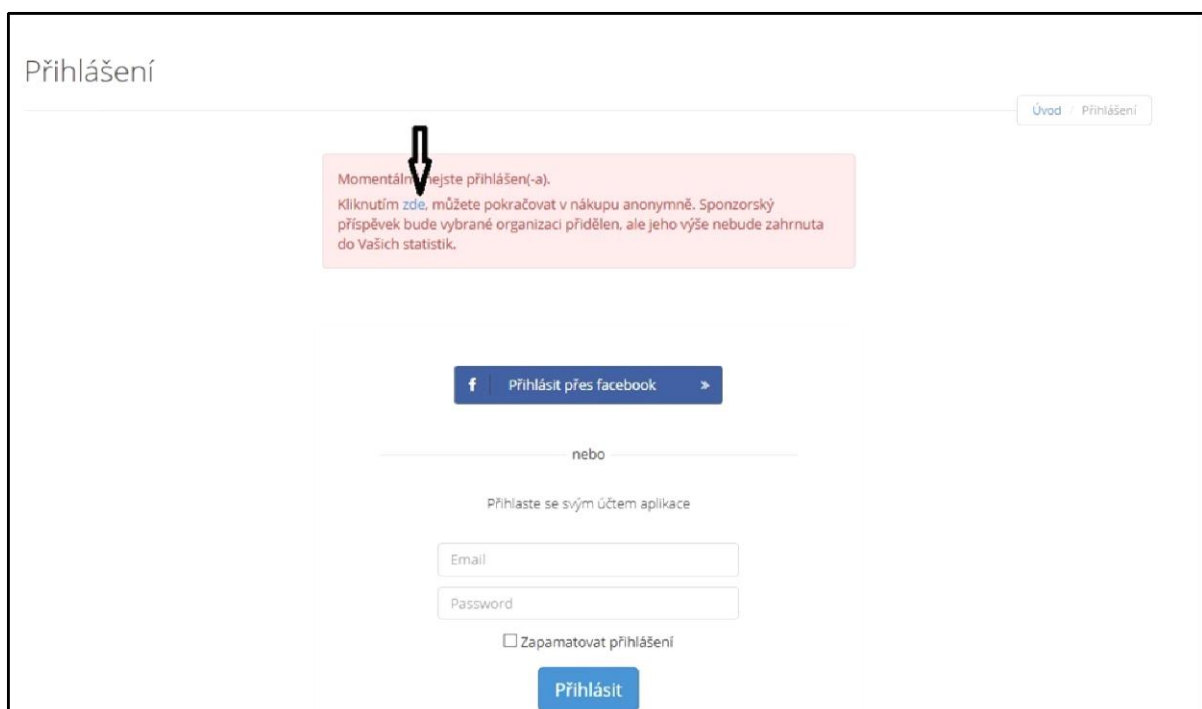 Přihlášení
Úvod / Přihlášení
Momentálně nejste přihlášen(-a).
Kliknutím zde, můžete pokračovat v nákupu anonymně. Sponzorský
příspěvek bude vybrané organizaci přidělen, ale jeho výše nebude zahrnuta
do Vašich statistik.
f Přihlásit přes facebook »
nebo
Přihlaste se svým účtem aplikace
Email
Password
Zapamatovat přihlášení
Přihlásit